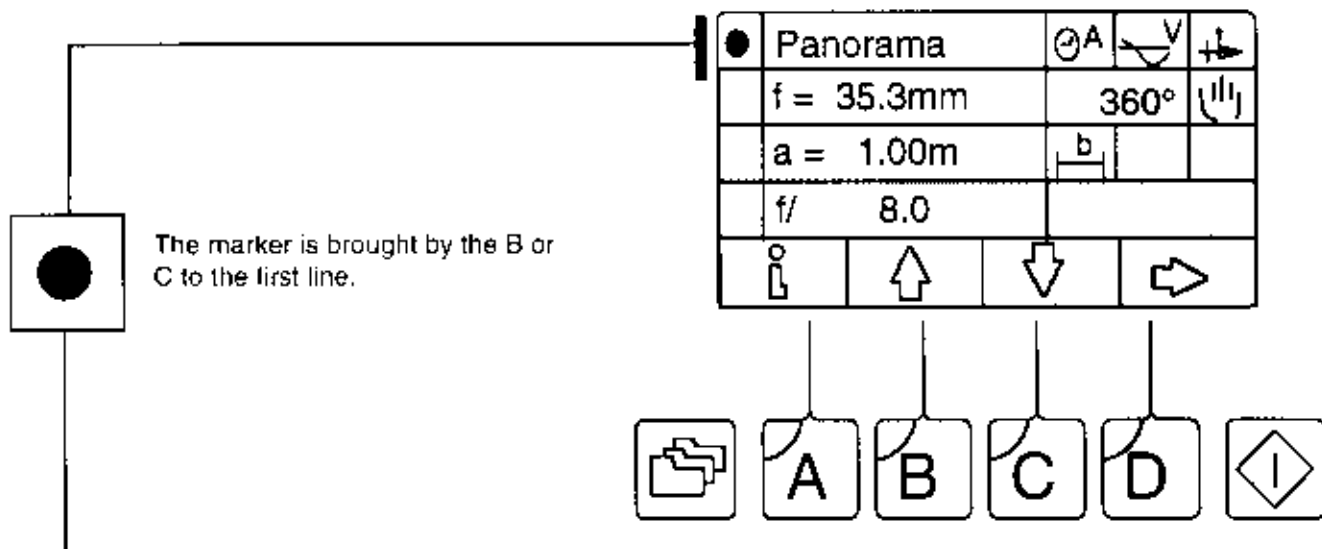 Panorama A V
f = 35.3mm 360°
a = 1.00m b
f/ 8.0
i
The marker is brought by the B or
C to the first line.
A B C D I